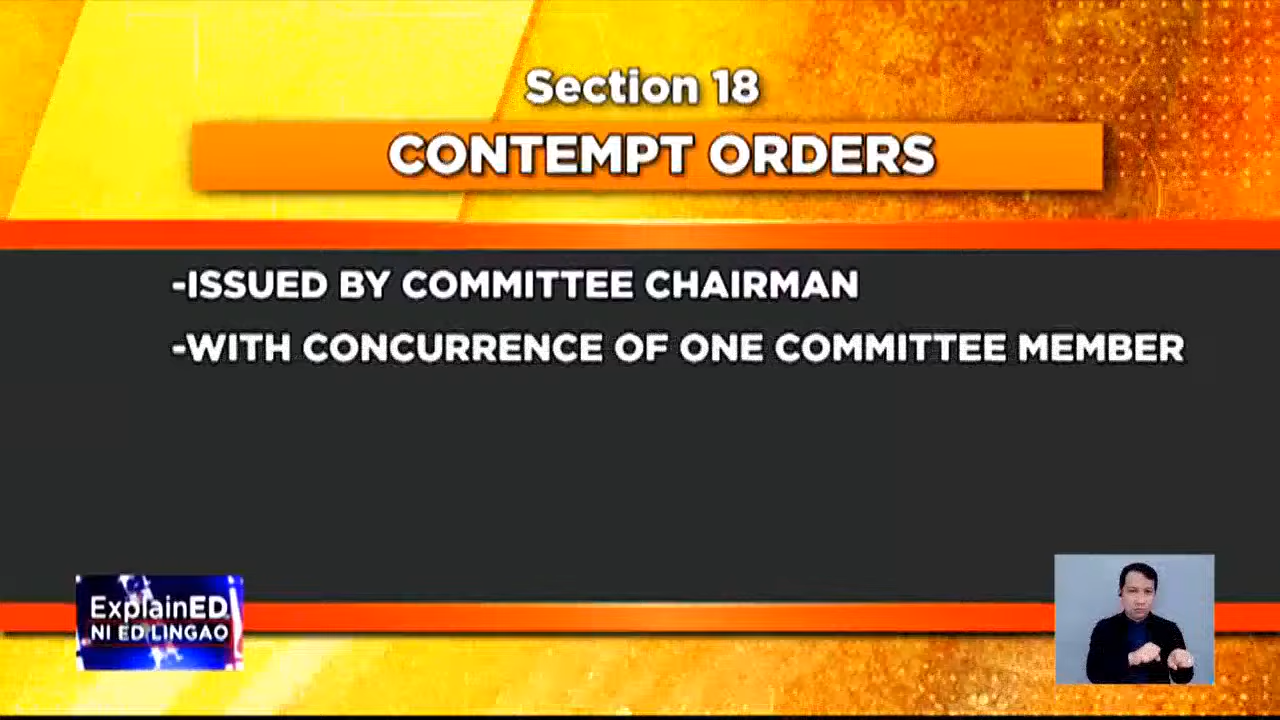 Section 18
CONTEMPT ORDERS
-ISSUED BY COMMITTEE CHAIRMAN
-WITH CONCURRENCE OF ONE COMMITTEE MEMBER
ExplainED
NI ED LINGAO